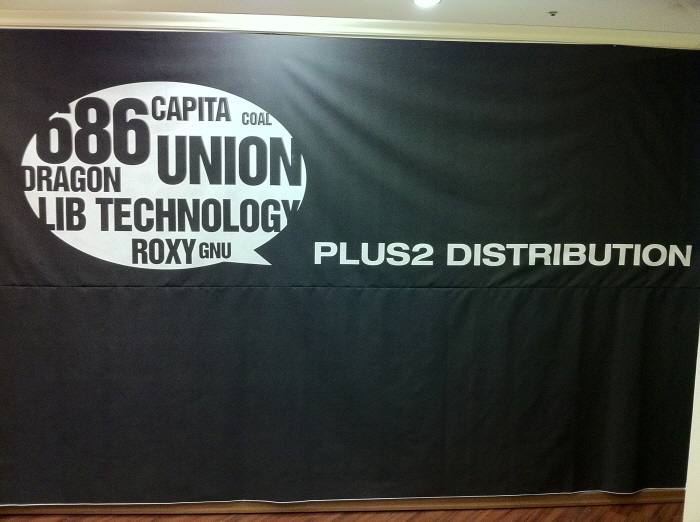 686 CAPITA COAL
UNION
DRAGON
LIB TECHNOLOGY
ROXY GNU
PLUS2 DISTRIBUTION